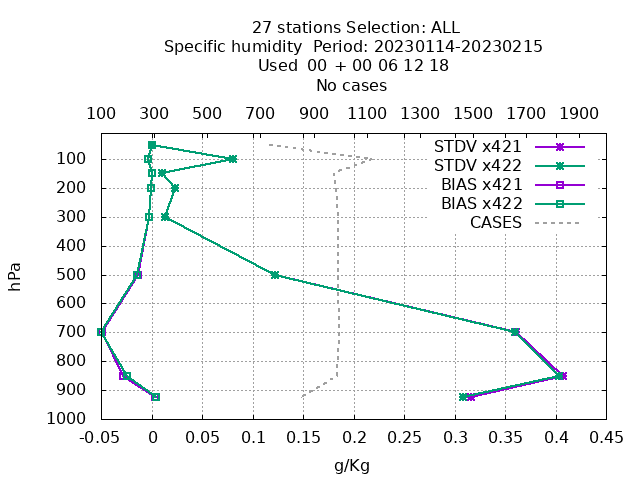 27 stations Selection: ALL
Specific humidity  Period: 20230114-20230215
Used  00 + 00 06 12 18
No cases
100 300 500 700 900 1100 1300 1500 1700 1900
STDV x421
STDV x422
BIAS x421
BIAS x422
CASES
hPa
100
200
300
400
500
600
700
800
900
1000
-0.05 0 0.05 0.1 0.15 0.2 0.25 0.3 0.35 0.4 0.45
g/Kg